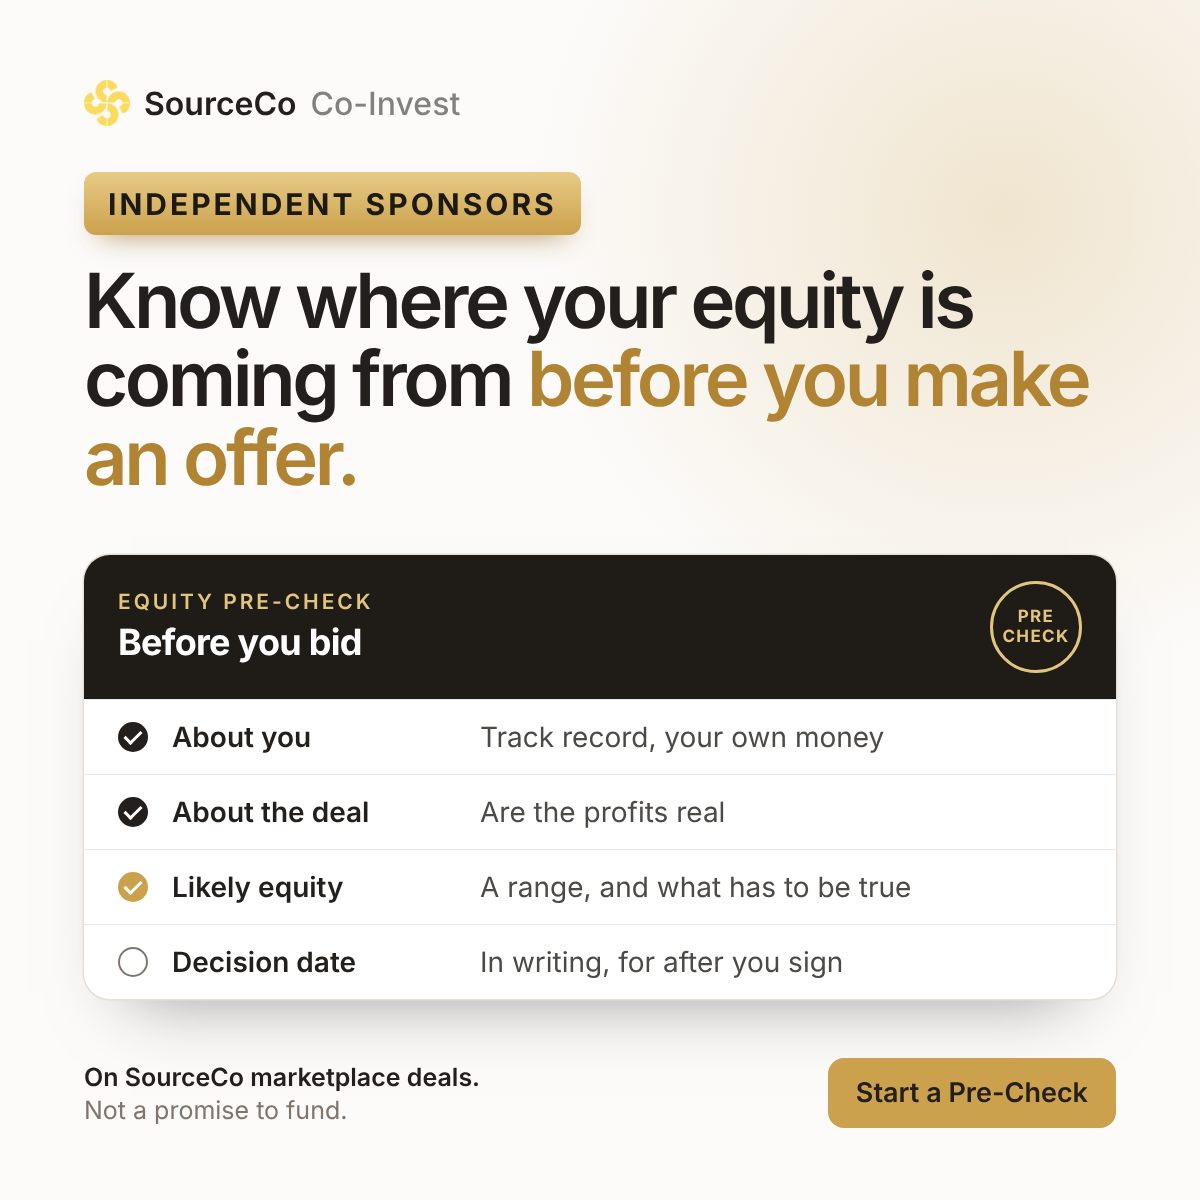 SourceCo Co-Invest
INDEPENDENT SPONSORS
Know where your equity is
coming from before you make
an offer.
EQUITY PRE-CHECK
Before you bid
PRE
CHECK
About you Track record, your own money
About the deal Are the profits real
Likely equity A range, and what has to be true
Decision date In writing, for after you sign
On SourceCo marketplace deals.
Not a promise to fund.
Start a Pre-Check